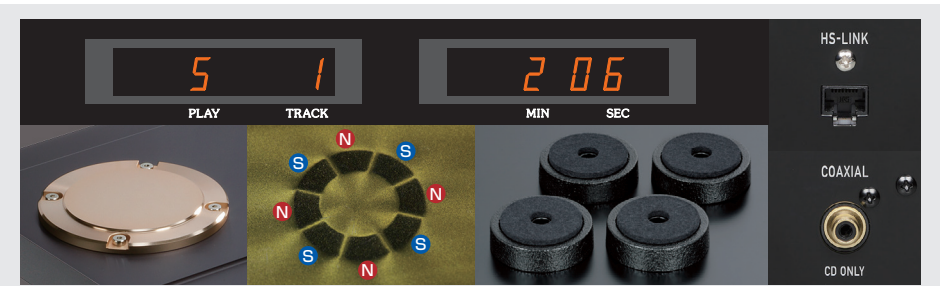 5 1
PLAY TRACK
2 06
MIN SEC
HS-LINK
N
S S
N N
S S
N
COAXIAL
CD ONLY